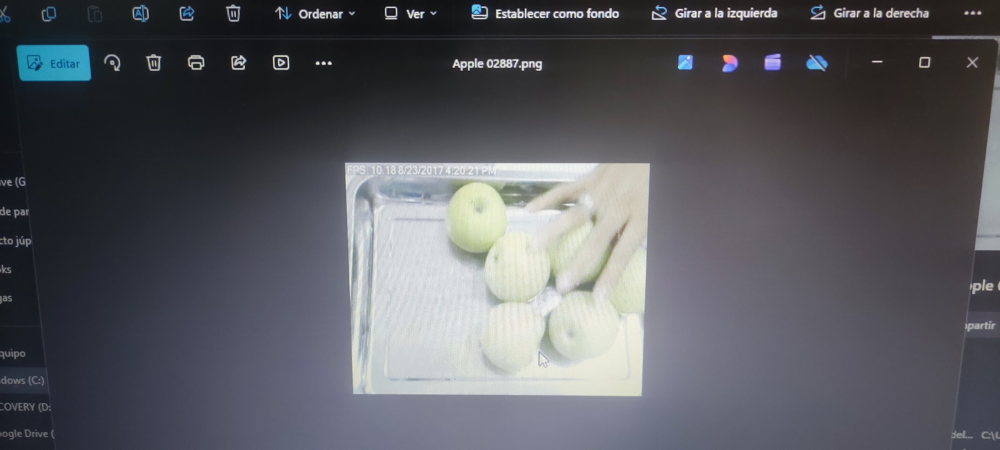 Ordenar
Ver
Establecer como fondo
Girar a la izquierda
Girar a la derecha
Editar
Apple 02887.png
FPS: 10.18 8/23/2017 4:20:21 PM
ve (G
de par
cto júp
oks
gas
quipo
dows (C:)
COVERY (D:
ogle Drive (
ple
partir
del... C:\U